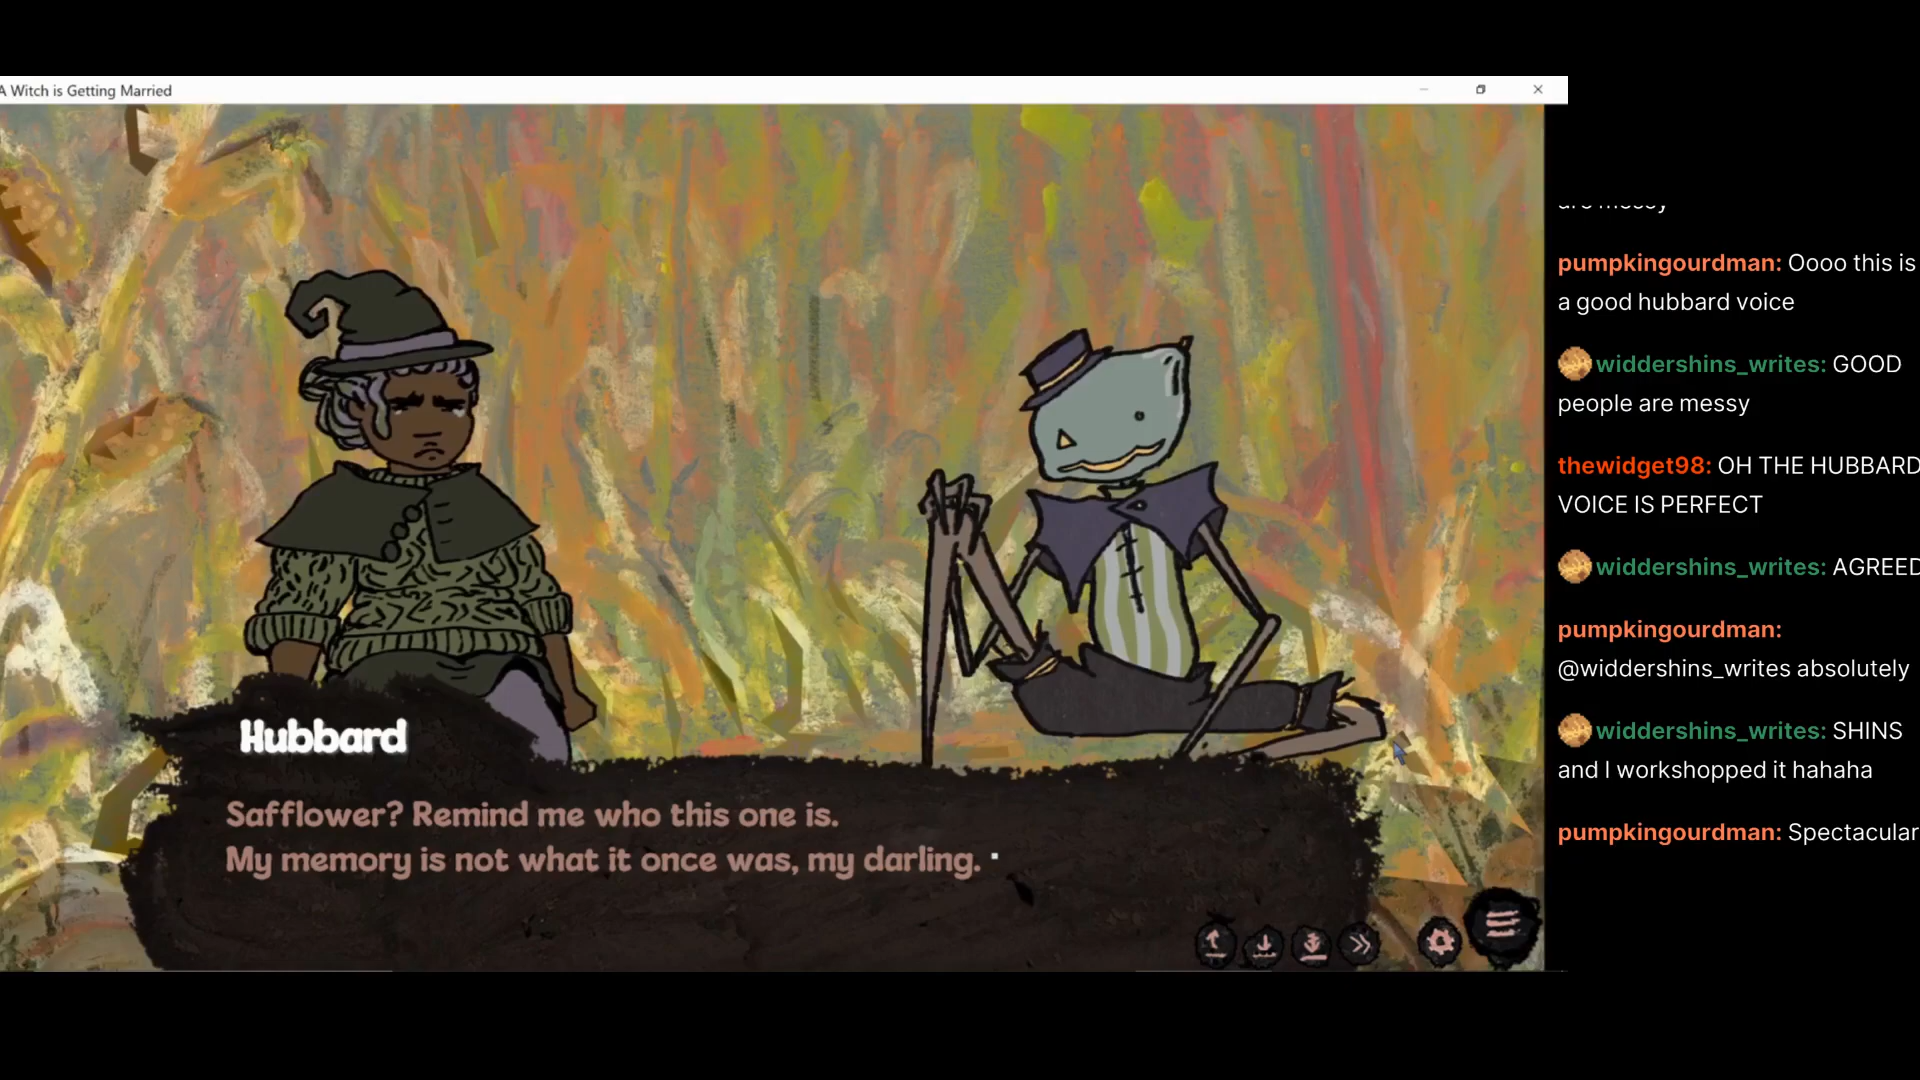 A Witch is Getting Married
Hubbard
Safflower? Remind me who this one is.
My memory is not what it once was, my darling.
are messy
pumpkingourdman: Oooo this is
a good hubbard voice
widdershins_writes: GOOD
people are messy
thewidget98: OH THE HUBBARD
VOICE IS PERFECT
widdershins_writes: AGREED
pumpkingourdman:
@widdershins_writes absolutely
widdershins_writes: SHINS
and I workshopped it hahaha
pumpkingourdman: Spectacular